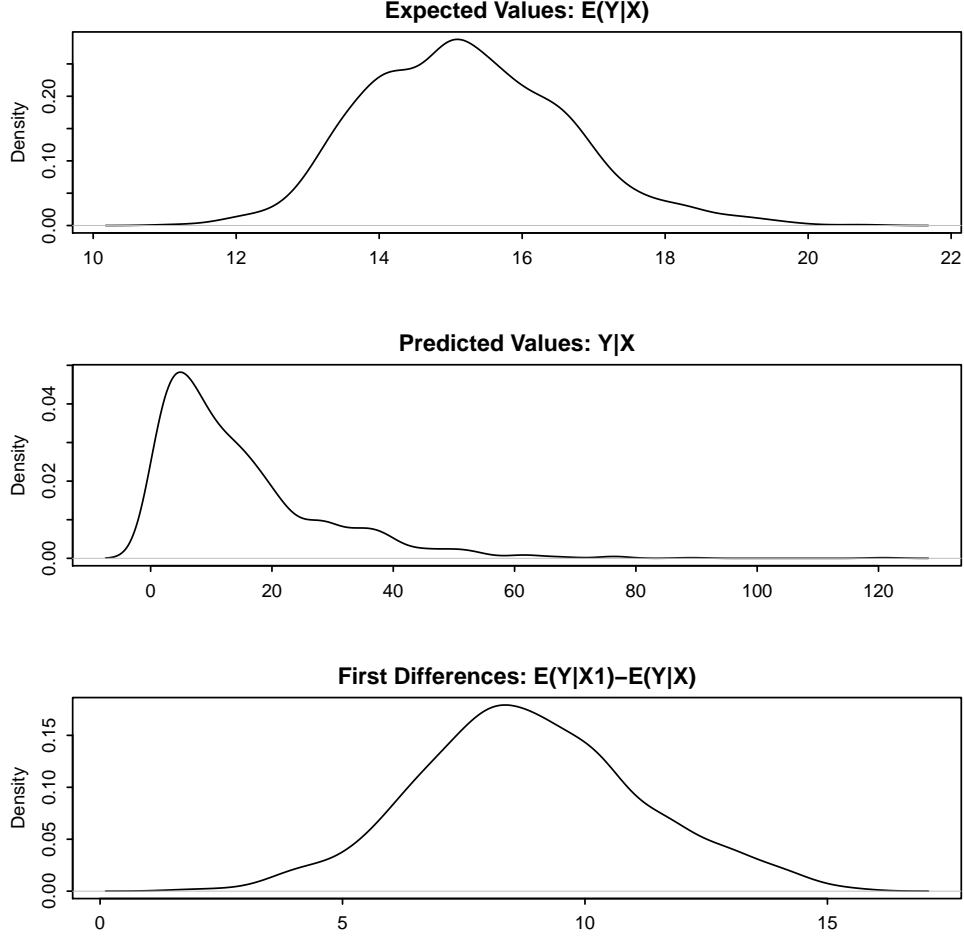 Expected Values: E(Y|X)
Density
0.00 0.10 0.20
10 12 14 16 18 20 22
Predicted Values: Y|X
Density
0.00 0.02 0.04
0 20 40 60 80 100 120
First Differences: E(Y|X1)−E(Y|X)
Density
0.00 0.05 0.10 0.15
0 5 10 15